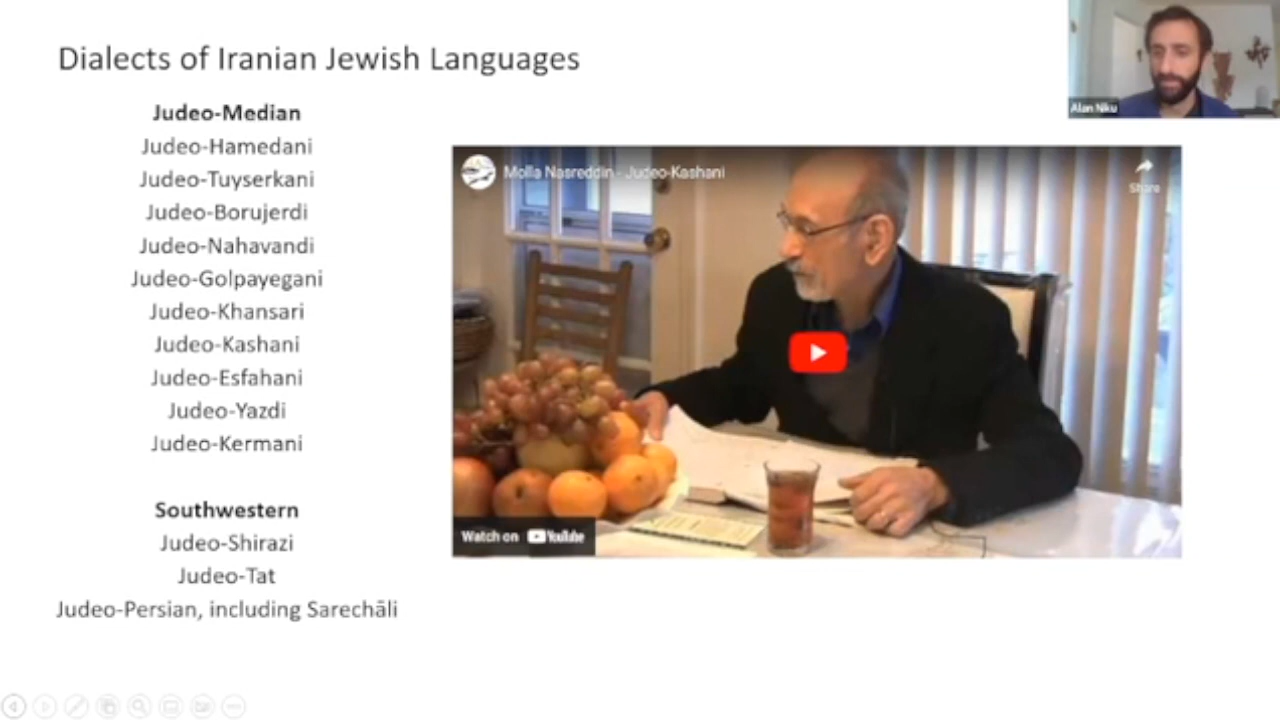 Dialects of Iranian Jewish Languages
Judeo-Median
Judeo-Hamedani
Judeo-Tuyserkani
Judeo-Borujerdi
Judeo-Nahavandi
Judeo-Golpayegani
Judeo-Khansari
Judeo-Kashani
Judeo-Esfahani
Judeo-Yazdi
Judeo-Kermani
Southwestern
Judeo-Shirazi
Judeo-Tat
Judeo-Persian, including Sarechāli
Molla Nasreddin - Judeo-Kashani
Share
Watch on YouTube
Alan Niku